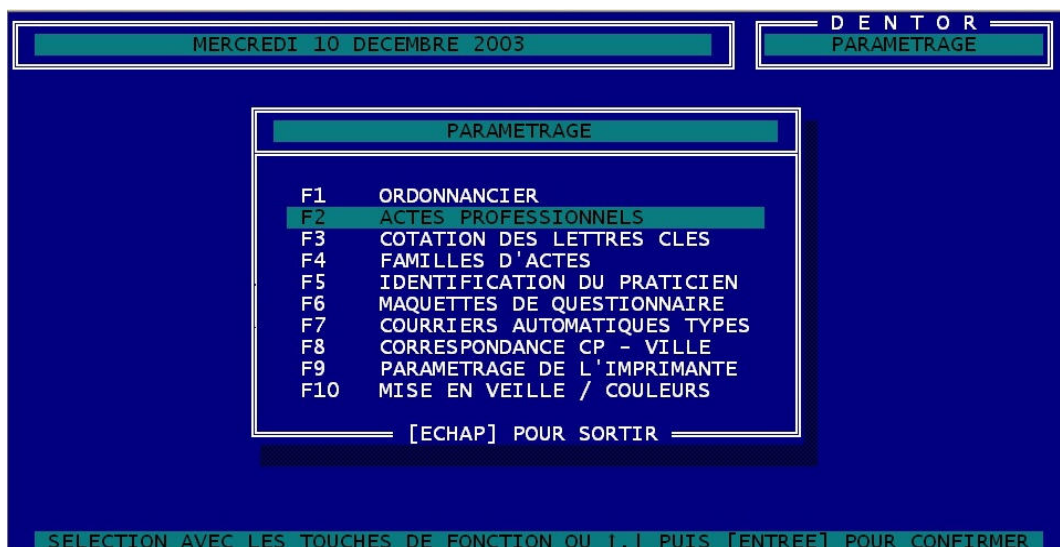 D E N T O R
MERCREDI 10 DECEMBRE 2003
PARAMETRAGE
PARAMETRAGE
F1 ORDONNANCIER
F2 ACTES PROFESSIONNELS
F3 COTATION DES LETTRES CLES
F4 FAMILLES D'ACTES
F5 IDENTIFICATION DU PRATICIEN
F6 MAQUETTES DE QUESTIONNAIRE
F7 COURRIERS AUTOMATIQUES TYPES
F8 CORRESPONDANCE CP - VILLE
F9 PARAMETRAGE DE L'IMPRIMANTE
F10 MISE EN VEILLE / COULEURS
[ECHAP] POUR SORTIR
SELECTION AVEC LES TOUCHES DE FONCTION OU ↑,↓ PUIS [ENTREE] POUR CONFIRMER